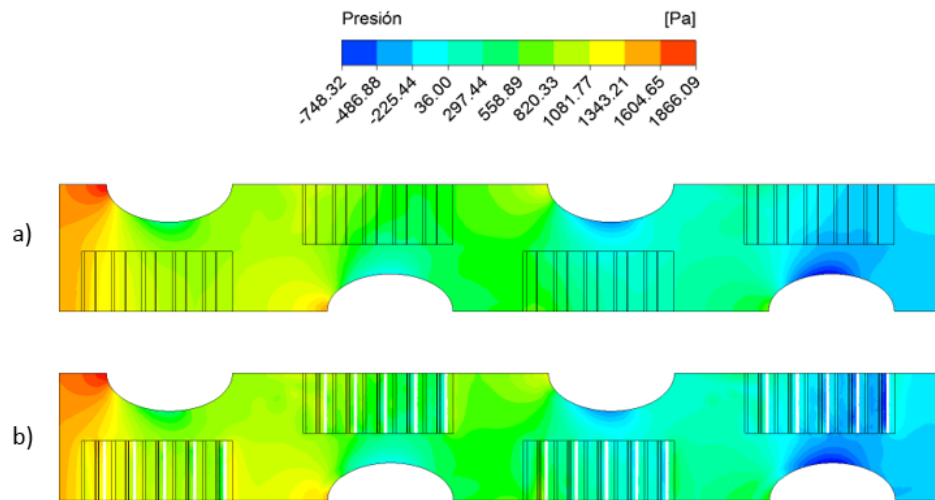 Presión [Pa]
-748.32 -486.88 -225.44 36.00 297.44 558.89 820.33 1081.77 1343.21 1604.65 1866.09
a)
b)